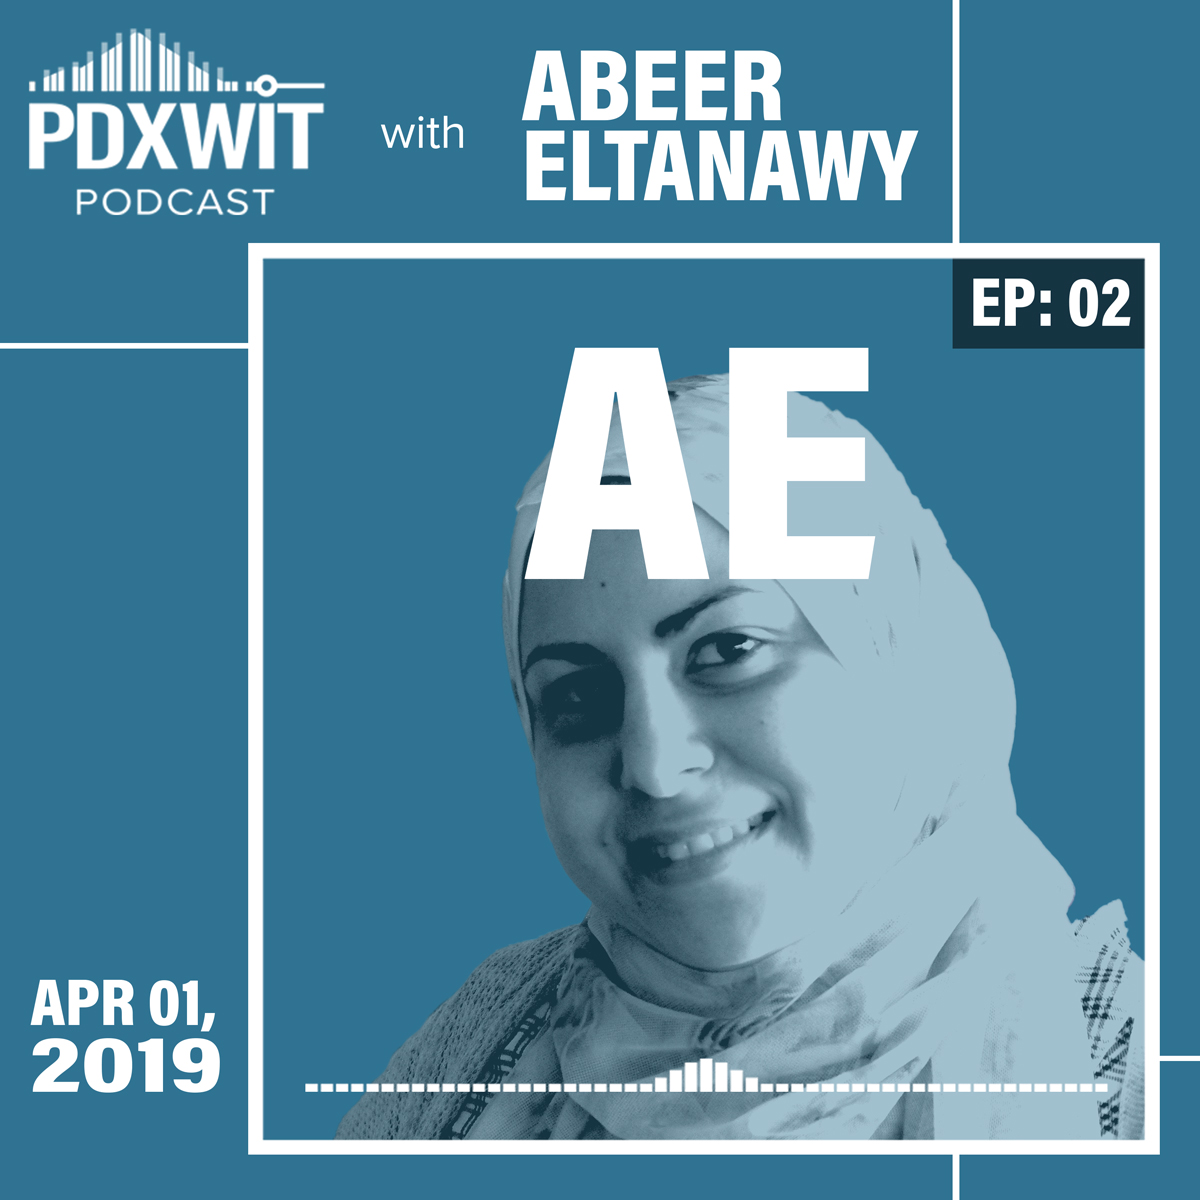 PDXWIT
PODCAST
with
ABEER
ELTANAWY
EP: 02
AE
APR 01,
2019